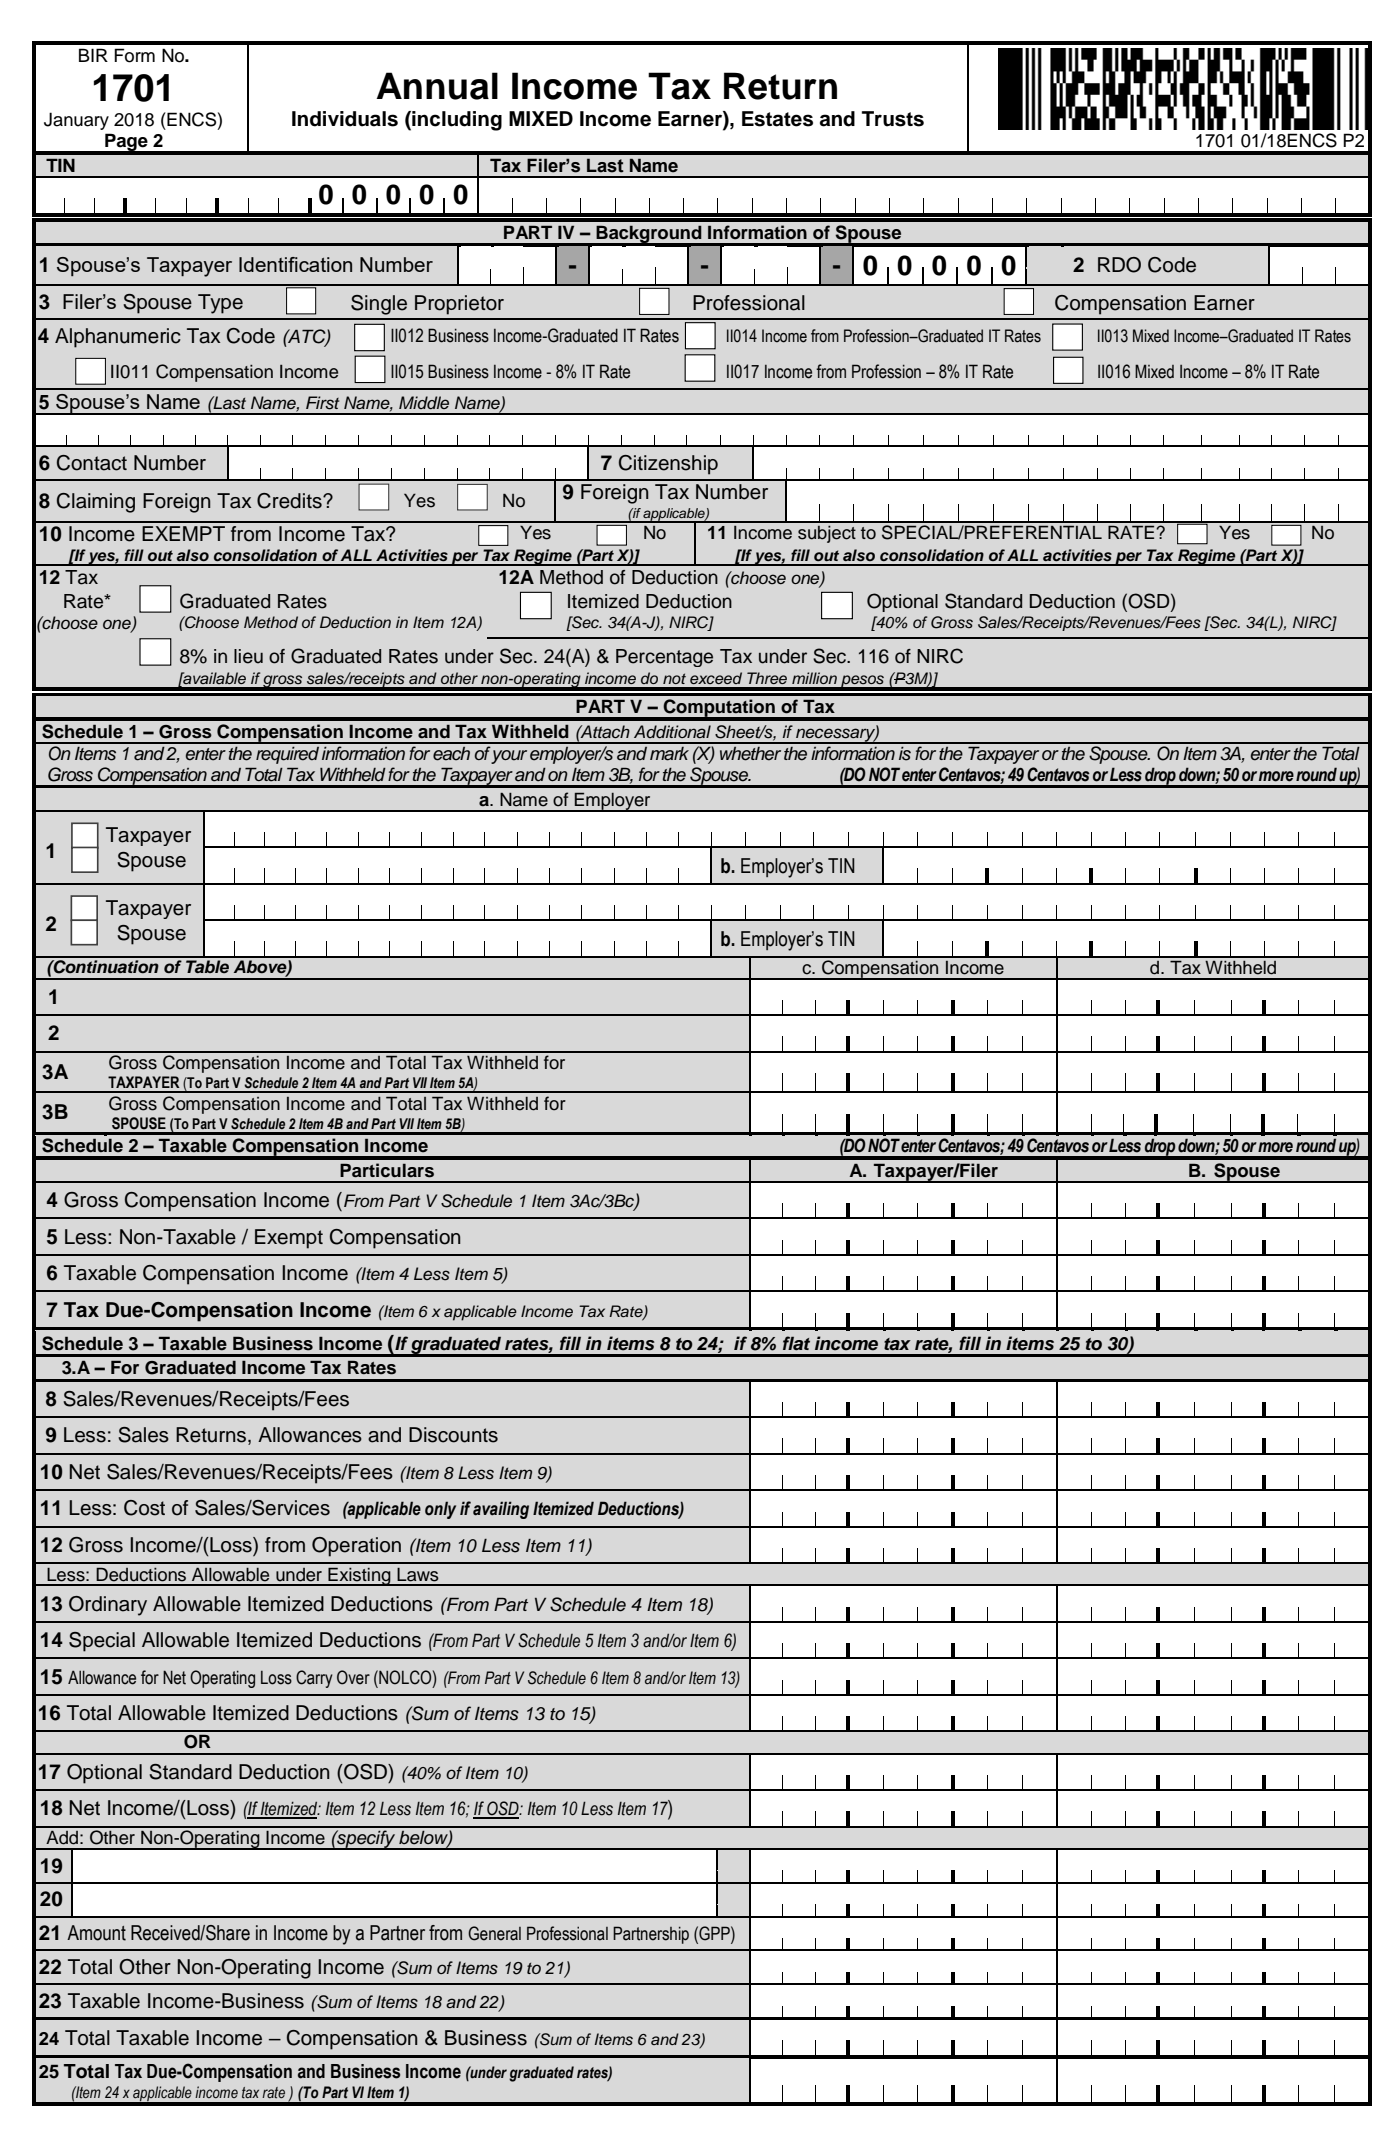 BIR Form No.
1701
January 2018 (ENCS)
Page 2
Annual Income Tax Return
Individuals (including MIXED Income Earner), Estates and Trusts
1701 01/18ENCS P2
TIN Tax Filer's Last Name
0 0 0 0 0
PART IV – Background Information of Spouse
1 Spouse's Taxpayer Identification Number - - - 0 0 0 0 0 2 RDO Code
3 Filer's Spouse Type Single Proprietor Professional Compensation Earner
4 Alphanumeric Tax Code (ATC) II012 Business Income-Graduated IT Rates II014 Income from Profession–Graduated IT Rates II013 Mixed Income–Graduated IT Rates
II011 Compensation Income II015 Business Income - 8% IT Rate II017 Income from Profession – 8% IT Rate II016 Mixed Income – 8% IT Rate
5 Spouse's Name (Last Name, First Name, Middle Name)
6 Contact Number 7 Citizenship
8 Claiming Foreign Tax Credits? Yes No 9 Foreign Tax Number
(if applicable)
10 Income EXEMPT from Income Tax? Yes No 11 Income subject to SPECIAL/PREFERENTIAL RATE? Yes No
[If yes, fill out also consolidation of ALL Activities per Tax Regime (Part X)] [If yes, fill out also consolidation of ALL activities per Tax Regime (Part X)]
12 Tax 12A Method of Deduction (choose one)
Rate* Graduated Rates Itemized Deduction Optional Standard Deduction (OSD)
(choose one) (Choose Method of Deduction in Item 12A) [Sec. 34(A-J), NIRC] [40% of Gross Sales/Receipts/Revenues/Fees [Sec. 34(L), NIRC]
8% in lieu of Graduated Rates under Sec. 24(A) & Percentage Tax under Sec. 116 of NIRC
[available if gross sales/receipts and other non-operating income do not exceed Three million pesos (₱3M)]
PART V – Computation of Tax
Schedule 1 – Gross Compensation Income and Tax Withheld (Attach Additional Sheet/s, if necessary)
On Items 1 and 2, enter the required information for each of your employer/s and mark (X) whether the information is for the Taxpayer or the Spouse. On Item 3A, enter the Total
Gross Compensation and Total Tax Withheld for the Taxpayer and on Item 3B, for the Spouse. (DO NOT enter Centavos; 49 Centavos or Less drop down; 50 or more round up)
a. Name of Employer
1 Taxpayer
Spouse b. Employer's TIN
2 Taxpayer
Spouse b. Employer's TIN
(Continuation of Table Above) c. Compensation Income d. Tax Withheld
1
2
3A Gross Compensation Income and Total Tax Withheld for
TAXPAYER (To Part V Schedule 2 Item 4A and Part VII Item 5A)
3B Gross Compensation Income and Total Tax Withheld for
SPOUSE (To Part V Schedule 2 Item 4B and Part VII Item 5B)
Schedule 2 – Taxable Compensation Income (DO NOT enter Centavos; 49 Centavos or Less drop down; 50 or more round up)
Particulars A. Taxpayer/Filer B. Spouse
4 Gross Compensation Income (From Part V Schedule 1 Item 3Ac/3Bc)
5 Less: Non-Taxable / Exempt Compensation
6 Taxable Compensation Income (Item 4 Less Item 5)
7 Tax Due-Compensation Income (Item 6 x applicable Income Tax Rate)
Schedule 3 – Taxable Business Income (If graduated rates, fill in items 8 to 24; if 8% flat income tax rate, fill in items 25 to 30)
3.A – For Graduated Income Tax Rates
8 Sales/Revenues/Receipts/Fees
9 Less: Sales Returns, Allowances and Discounts
10 Net Sales/Revenues/Receipts/Fees (Item 8 Less Item 9)
11 Less: Cost of Sales/Services (applicable only if availing Itemized Deductions)
12 Gross Income/(Loss) from Operation (Item 10 Less Item 11)
Less: Deductions Allowable under Existing Laws
13 Ordinary Allowable Itemized Deductions (From Part V Schedule 4 Item 18)
14 Special Allowable Itemized Deductions (From Part V Schedule 5 Item 3 and/or Item 6)
15 Allowance for Net Operating Loss Carry Over (NOLCO) (From Part V Schedule 6 Item 8 and/or Item 13)
16 Total Allowable Itemized Deductions (Sum of Items 13 to 15)
OR
17 Optional Standard Deduction (OSD) (40% of Item 10)
18 Net Income/(Loss) (If Itemized: Item 12 Less Item 16; If OSD: Item 10 Less Item 17)
Add: Other Non-Operating Income (specify below)
19
20
21 Amount Received/Share in Income by a Partner from General Professional Partnership (GPP)
22 Total Other Non-Operating Income (Sum of Items 19 to 21)
23 Taxable Income-Business (Sum of Items 18 and 22)
24 Total Taxable Income – Compensation & Business (Sum of Items 6 and 23)
25 Total Tax Due-Compensation and Business Income (under graduated rates)
(Item 24 x applicable income tax rate ) (To Part VI Item 1)